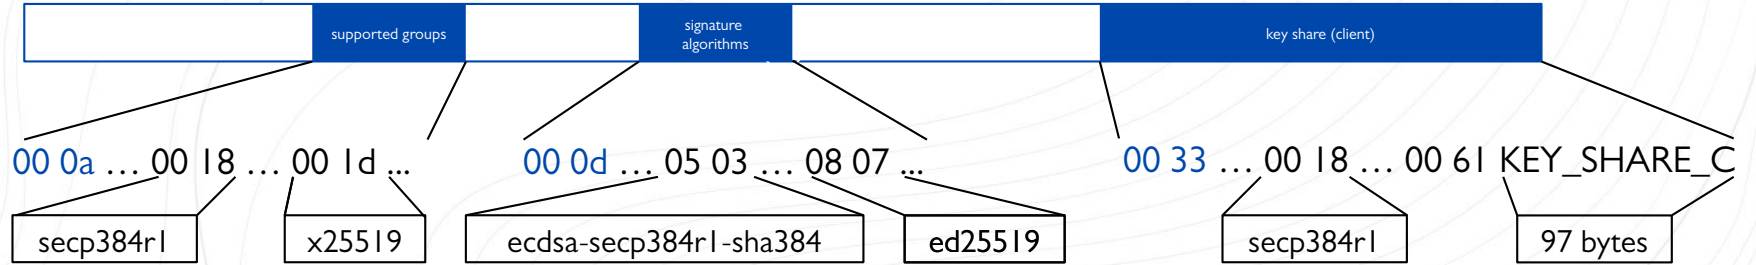 supported groups
signature
algorithms
key share (client)
00 0a ... 00 18 ... 00 1d ...
00 0d ... 05 03 ... 08 07 ...
00 33 ... 00 18 ... 00 61 KEY_SHARE_C
secp384r1
x25519
ecdsa-secp384r1-sha384
ed25519
secp384r1
97 bytes